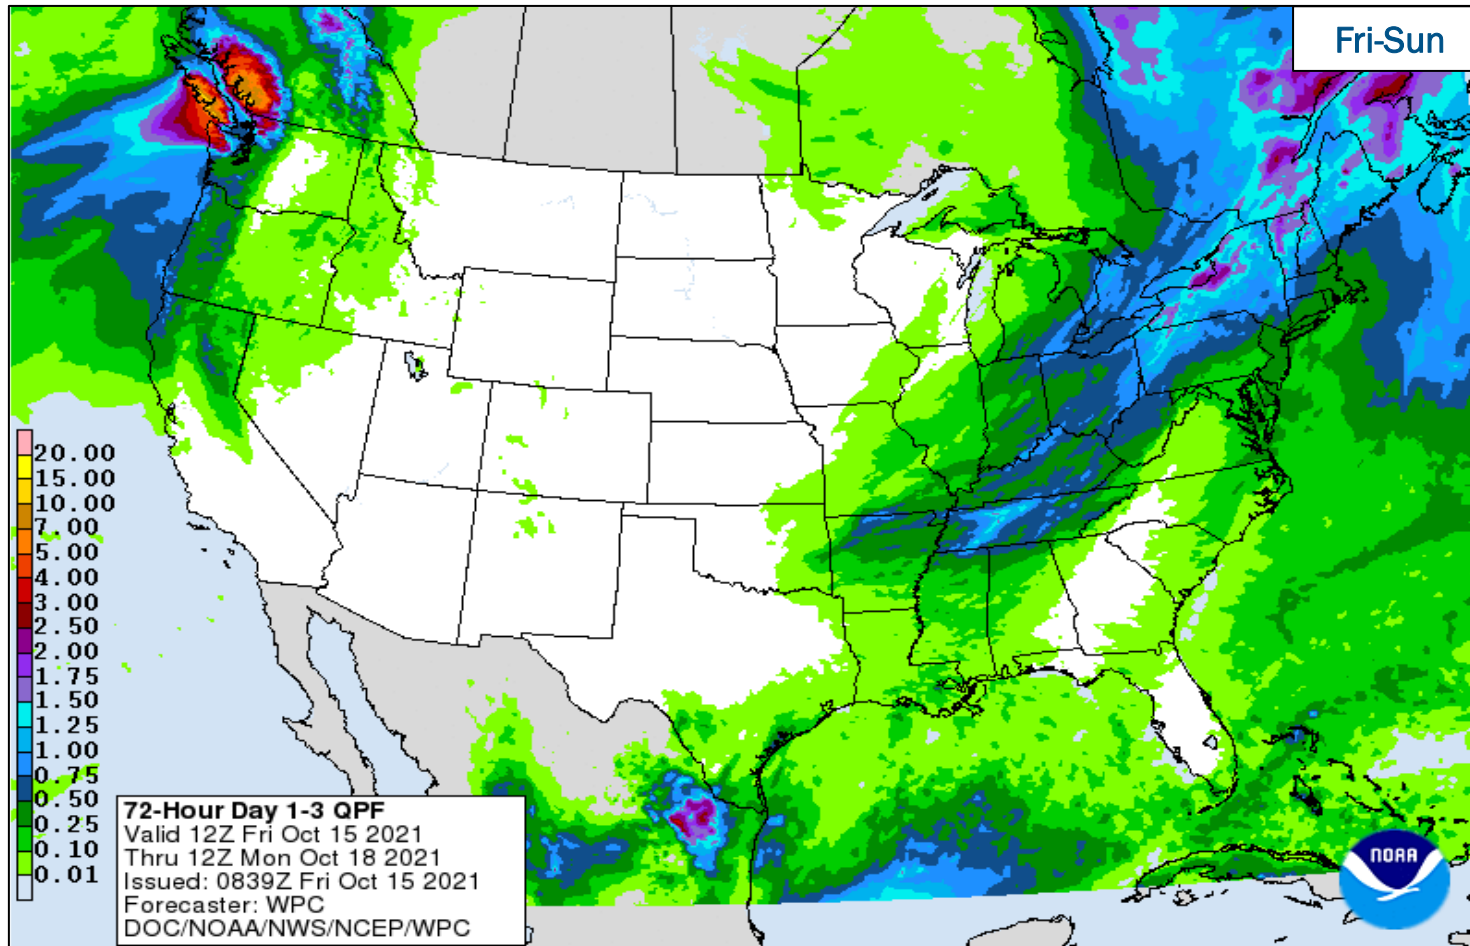 Fri-Sun
20.00
15.00
10.00
7.00
5.00
4.00
3.00
2.50
2.00
1.75
1.50
1.25
1.00
0.75
0.50
0.25
0.10
0.01
72-Hour Day 1-3 QPF
Valid 12Z Fri Oct 15 2021
Thru 12Z Mon Oct 18 2021
Issued: 0839Z Fri Oct 15 2021
Forecaster: WPC
DOC/NOAA/NWS/NCEP/WPC
NOAA